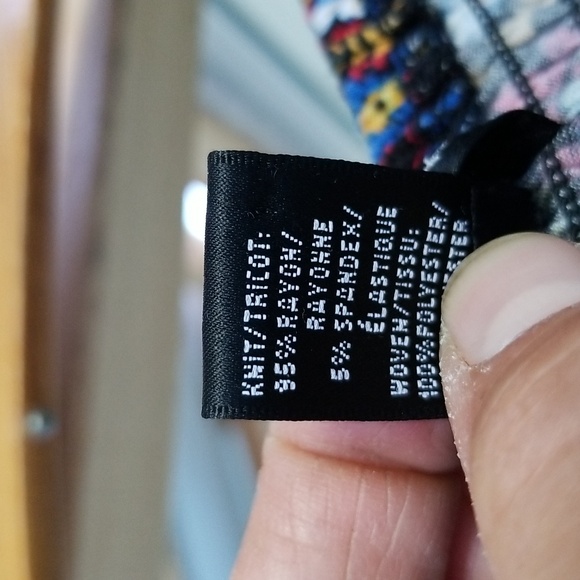 KNIT/TRICOT:
95% RAYON/
RAYONNE
5% SPANDEX/
ÉLASTIQUE
WOVEN/TISSU:
100%POLYESTER/